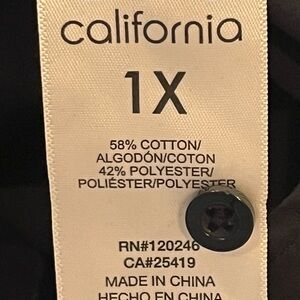 california
1X
58% COTTON/
ALGODÓN/COTON
42% POLYESTER/
POLIÉSTER/POLYESTER
RN#120246
CA#25419
MADE IN CHINA
HECHO EN CHINA